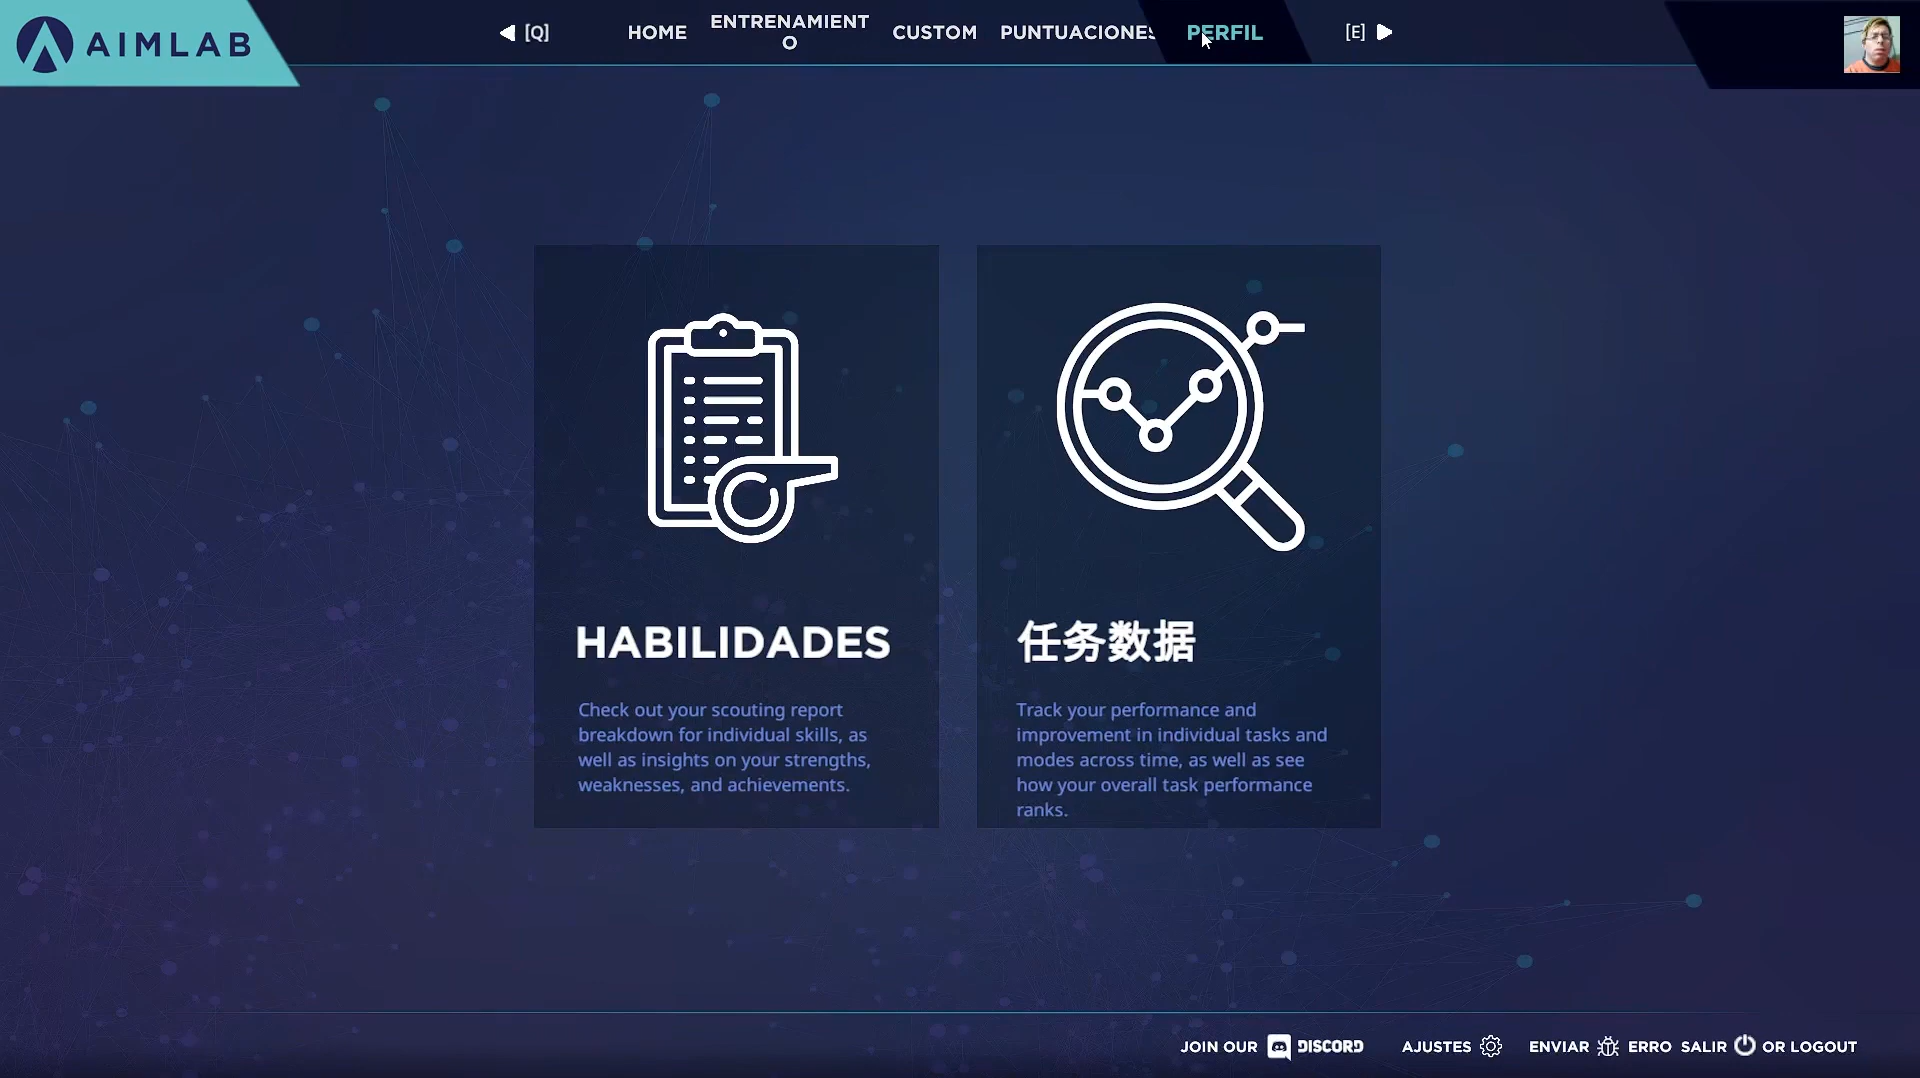 AIMLAB
[Q]
HOME
ENTRENAMIENT
O
CUSTOM
PUNTUACIONES
PERFIL
[E]
HABILIDADES
Check out your scouting report
breakdown for individual skills, as
well as insights on your strengths,
weaknesses, and achievements.
任务数据
Track your performance and
improvement in individual tasks and
modes across time, as well as see
how your overall task performance
ranks.
JOIN OUR DISCORD
AJUSTES
ENVIAR ERRO
SALIR OR LOGOUT